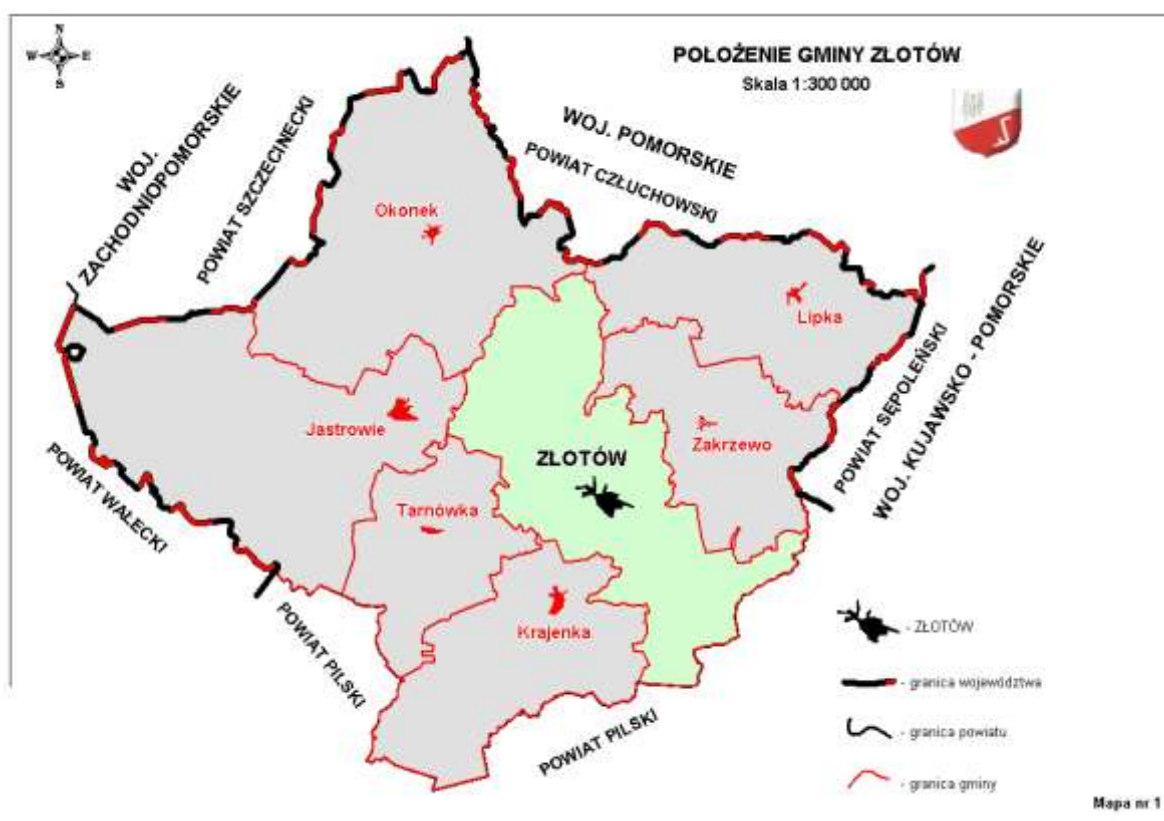 N
W E
S
POŁOŻENIE GMINY ZŁOTÓW
Skala 1:300 000
WOJ.
ZACHODNIOPOMORSKIE
POWIAT SZCZECINECKI
WOJ. POMORSKIE
POWIAT CZŁUCHOWSKI
Okonek
Lipka
Jastrowie
Zakrzewo
ZŁOTÓW
Tarnówka
Krajenka
POWIAT SĘPOLEŃSKI
WOJ. KUJAWSKO - POMORSKIE
POWIAT WAŁECKI
POWIAT PILSKI
POWIAT PILSKI
- ZŁOTÓW
- granica województwa
- granica powiatu
- granica gminy
Mapa nr 1